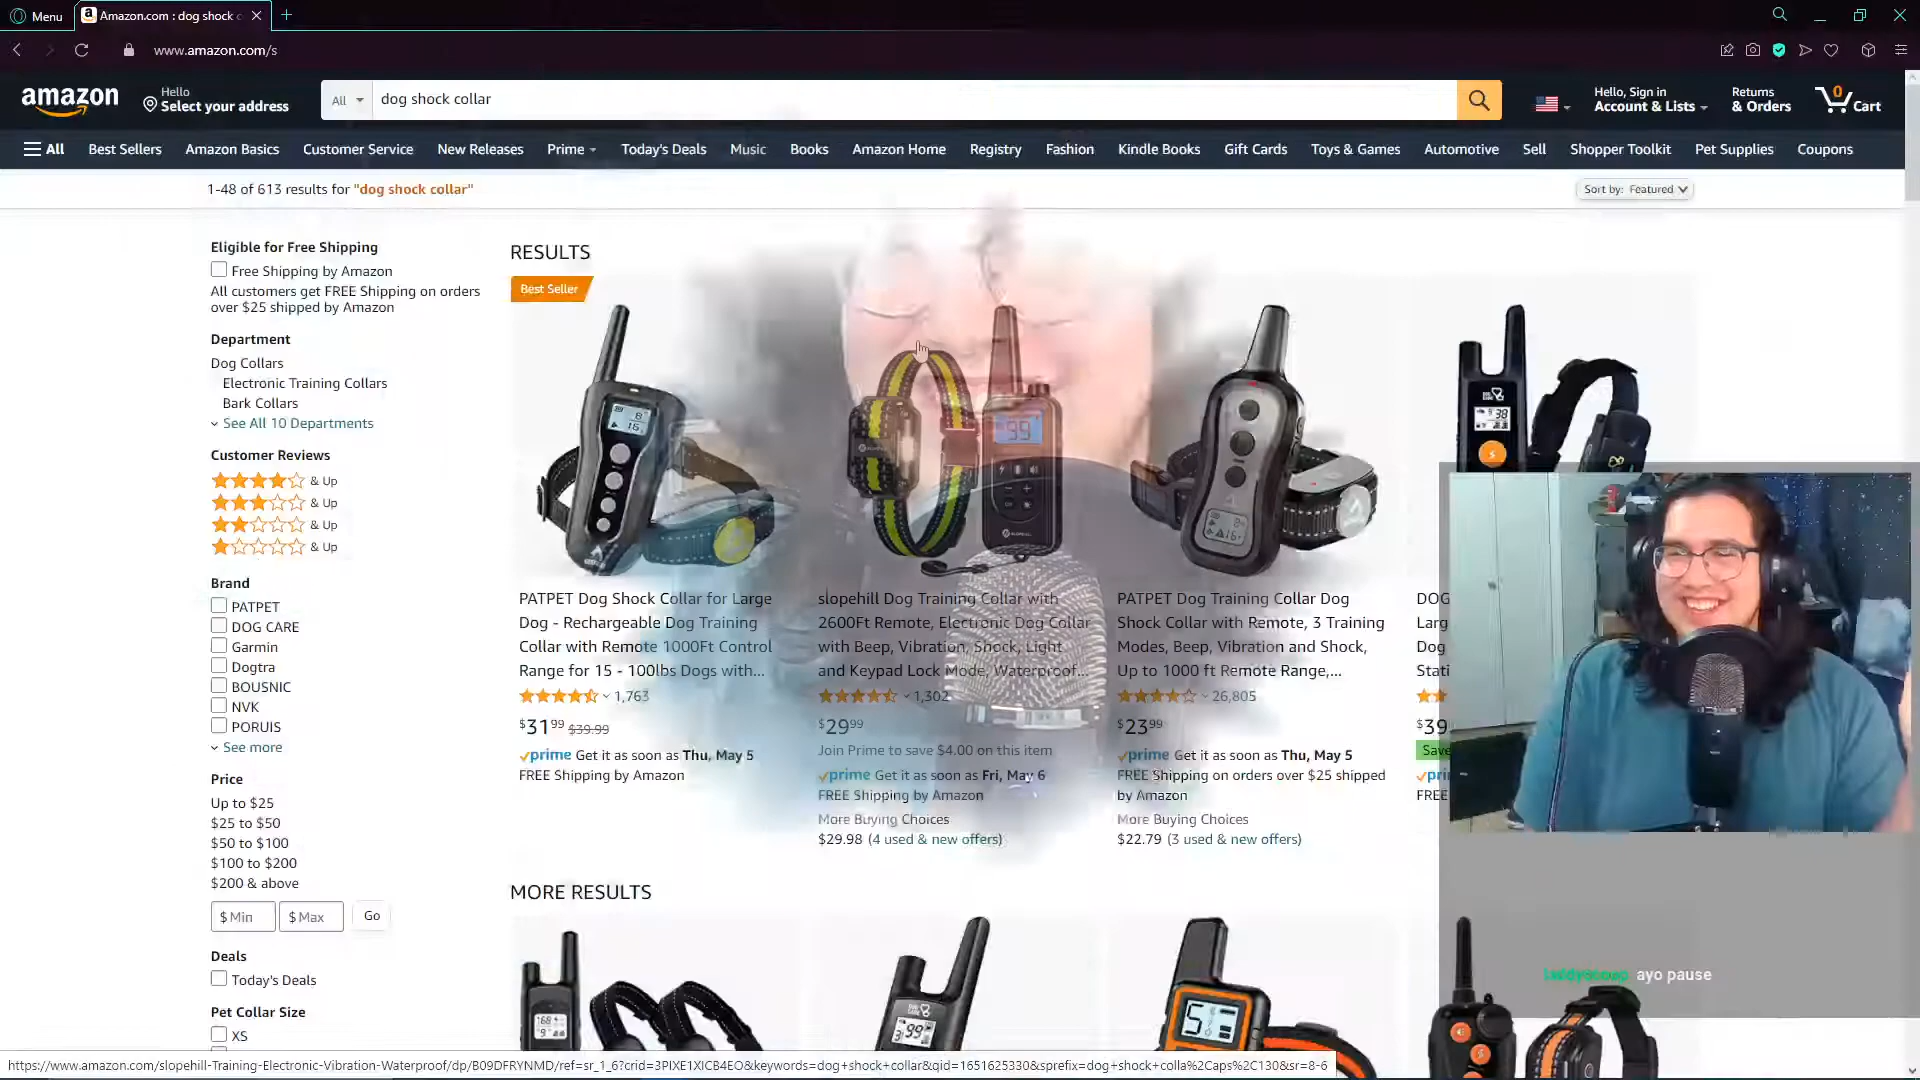 Menu
Amazon.com : dog shock c
www.amazon.com/s
amazon
Hello
Select your address
All
dog shock collar
Hello, Sign in
Account & Lists
Returns
& Orders
0
Cart
All
Best Sellers
Amazon Basics
Customer Service
New Releases
Prime
Today's Deals
Music
Books
Amazon Home
Registry
Fashion
Kindle Books
Gift Cards
Toys & Games
Automotive
Sell
Shopper Toolkit
Pet Supplies
Coupons
1-48 of 613 results for "dog shock collar"
Sort by: Featured
Eligible for Free Shipping
Free Shipping by Amazon
All customers get FREE Shipping on orders
over $25 shipped by Amazon
Department
Dog Collars
Electronic Training Collars
Bark Collars
See All 10 Departments
Customer Reviews
& Up
& Up
& Up
& Up
Brand
PATPET
DOG CARE
Garmin
Dogtra
BOUSNIC
NVK
PORUIS
See more
Price
Up to $25
$25 to $50
$50 to $100
$100 to $200
$200 & above
$ Min
$ Max
Go
Deals
Today's Deals
Pet Collar Size
XS
RESULTS
Best Seller
PATPET Dog Shock Collar for Large
Dog - Rechargeable Dog Training
Collar with Remote 1000Ft Control
Range for 15 - 100lbs Dogs with...
1,763
$31.99 $39.99
prime Get it as soon as Thu, May 5
FREE Shipping by Amazon
99
slopehill Dog Training Collar with
2600Ft Remote, Electronic Dog Collar
with Beep, Vibration, Shock, Light
and Keypad Lock Mode, Waterproof...
1,302
$29.99
Join Prime to save $4.00 on this item
prime Get it as soon as Fri, May 6
FREE Shipping by Amazon
More Buying Choices
$29.98 (4 used & new offers)
PATPET Dog Training Collar Dog
Shock Collar with Remote, 3 Training
Modes, Beep, Vibration and Shock,
Up to 1000 ft Remote Range,...
26,805
$23.99
prime Get it as soon as Thu, May 5
FREE Shipping on orders over $25 shipped
by Amazon
More Buying Choices
$22.79 (3 used & new offers)
38
DOG
Larg
Dog
Stati
$39
Save
pri
FREE
MORE RESULTS
99
5
ayo pause
https://www.amazon.com/slopehill-Training-Electronic-Vibration-Waterproof/dp/B09DFRYNMD/ref=sr_1_6?crid=3PIXE1XICB4EO&keywords=dog+shock+collar&qid=1651625330&sprefix=dog+shock+colla%2Caps%2C130&sr=8-6